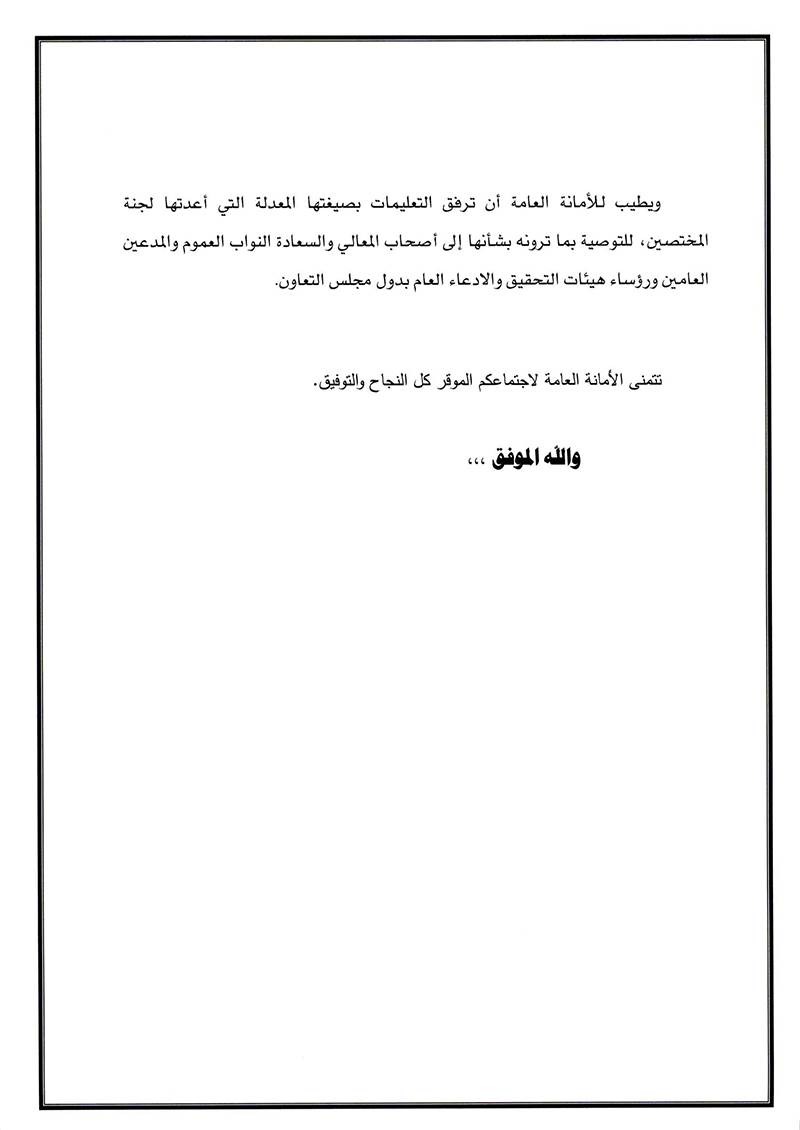 ويطيب للأمانة العامة أن ترفق التعليمات بصيغتها المعدلة التي أعدتها لجنة
المختصين، للتوصية بما ترونه بشأنها إلى أصحاب المعالي والسعادة النواب العموم والمدعين
العامين ورؤساء هيئات التحقيق والادعاء العام بدول مجلس التعاون.
تتمنى الأمانة العامة لاجتماعكم الموقر كل النجاح والتوفيق.
والله الموفق ،،،